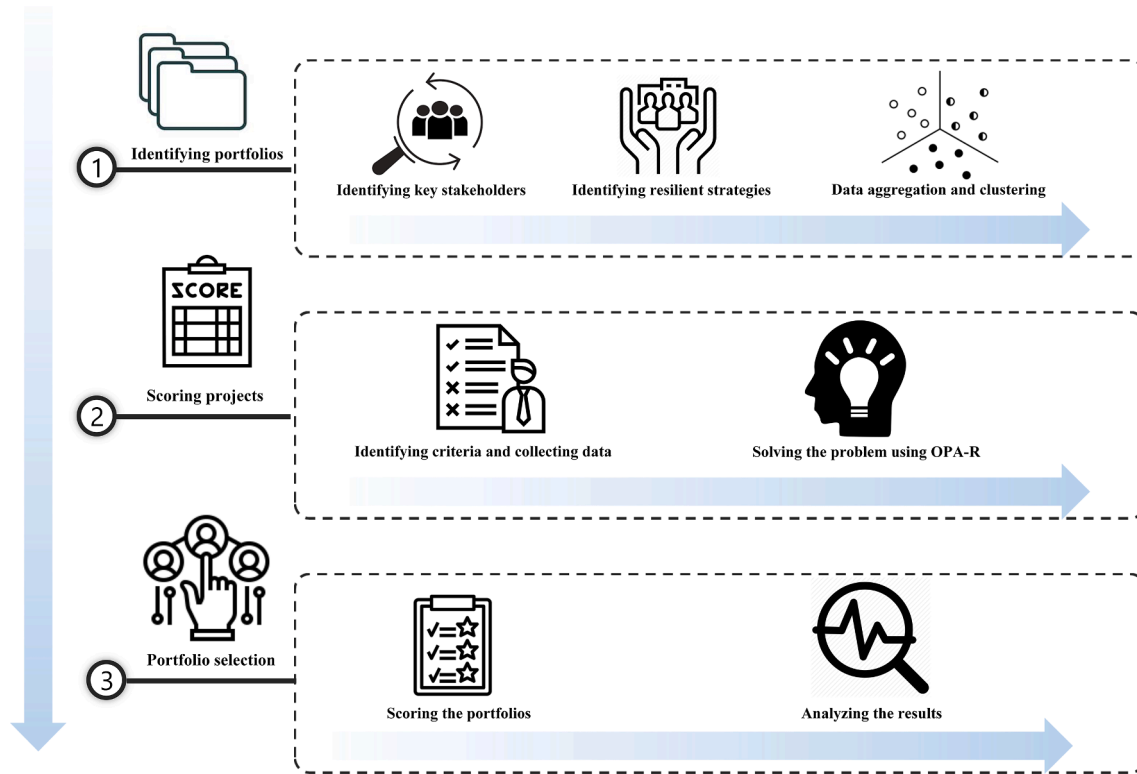 Identifying portfolios
1
Identifying key stakeholders
Identifying resilient strategies
Data aggregation and clustering
SCORE
Scoring projects
2
Identifying criteria and collecting data
Solving the problem using OPA-R
Portfolio selection
3
Scoring the portfolios
Analyzing the results